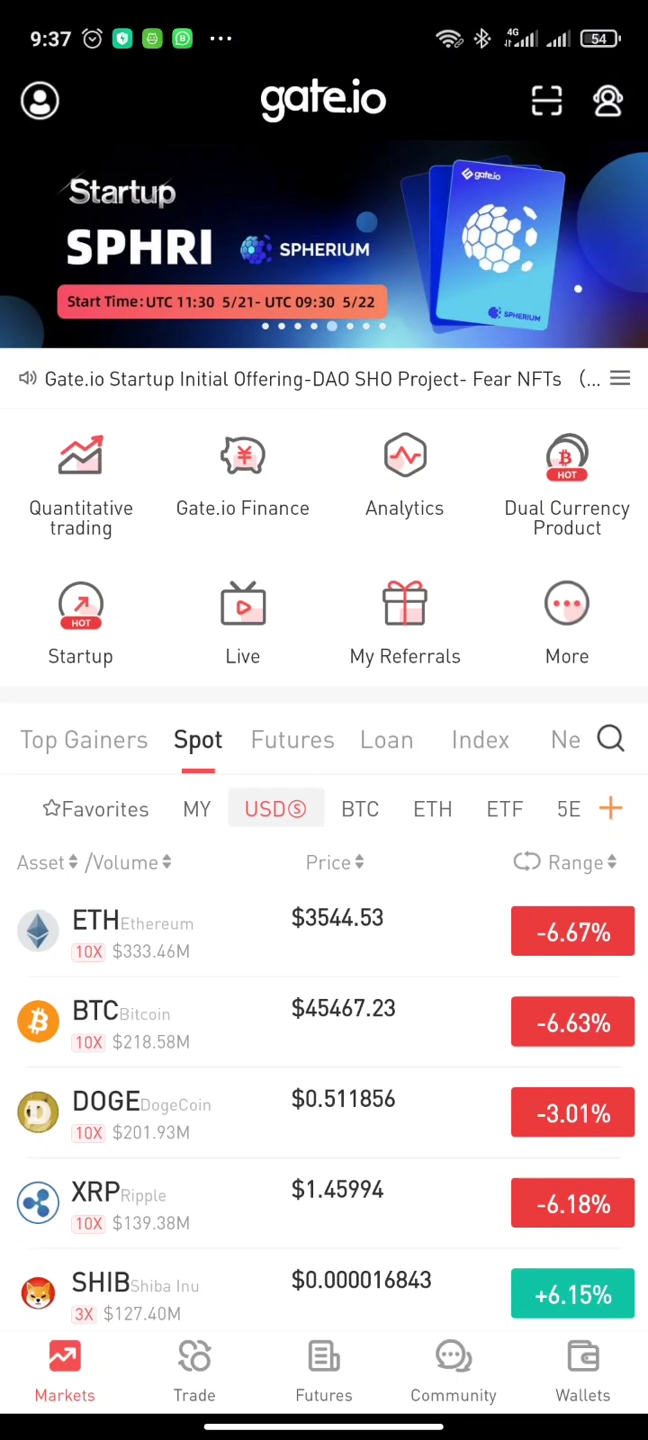 9:37 4G 54
gate.io
Startup
gate.io
SPHRI SPHERIUM
Start Time: UTC 11:30 5/21- UTC 09:30 5/22
SPHERIUM
Gate.io Startup Initial Offering-DAO SHO Project- Fear NFTs (...
Quantitative trading
Gate.io Finance
Analytics
HOT
Dual Currency Product
HOT
Startup
Live
My Referrals
More
Top Gainers Spot Futures Loan Index Ne
Favorites MY USDⓈ BTC ETH ETF 5E
Asset /Volume Price Range
ETH Ethereum $3544.53 -6.67%
10X $333.46M
BTC Bitcoin $45467.23 -6.63%
10X $218.58M
DOGE DogeCoin $0.511856 -3.01%
10X $201.93M
XRP Ripple $1.45994 -6.18%
10X $139.38M
SHIB Shiba Inu $0.000016843 +6.15%
3X $127.40M
Markets Trade Futures Community Wallets